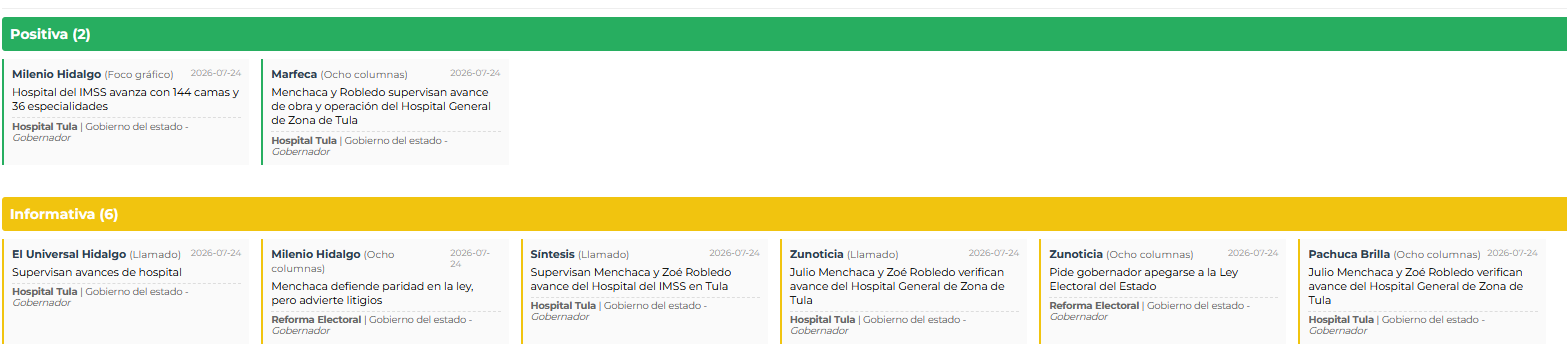 Positiva (2)
Milenio Hidalgo (Foco gráfico) 2026-07-24
Hospital del IMSS avanza con 144 camas y
36 especialidades
Hospital Tula | Gobierno del estado -
Gobernador
Marfeca (Ocho columnas) 2026-07-24
Menchaca y Robledo supervisan avance
de obra y operación del Hospital General
de Zona de Tula
Hospital Tula | Gobierno del estado -
Gobernador
Informativa (6)
El Universal Hidalgo (Llamado) 2026-07-24
Supervisan avances de hospital
Hospital Tula | Gobierno del estado -
Gobernador
Milenio Hidalgo (Ocho 2026-07-
columnas) 24
Menchaca defiende paridad en la ley,
pero advierte litigios
Reforma Electoral | Gobierno del estado -
Gobernador
Síntesis (Llamado) 2026-07-24
Supervisan Menchaca y Zoé Robledo
avance del Hospital del IMSS en Tula
Hospital Tula | Gobierno del estado -
Gobernador
Zunoticia (Llamado) 2026-07-24
Julio Menchaca y Zoé Robledo verifican
avance del Hospital General de Zona de
Tula
Hospital Tula | Gobierno del estado -
Gobernador
Zunoticia (Ocho columnas) 2026-07-24
Pide gobernador apegarse a la Ley
Electoral del Estado
Reforma Electoral | Gobierno del estado -
Gobernador
Pachuca Brilla (Ocho columnas) 2026-07-24
Julio Menchaca y Zoé Robledo verifican
avance del Hospital General de Zona de
Tula
Hospital Tula | Gobierno del estado -
Gobernador